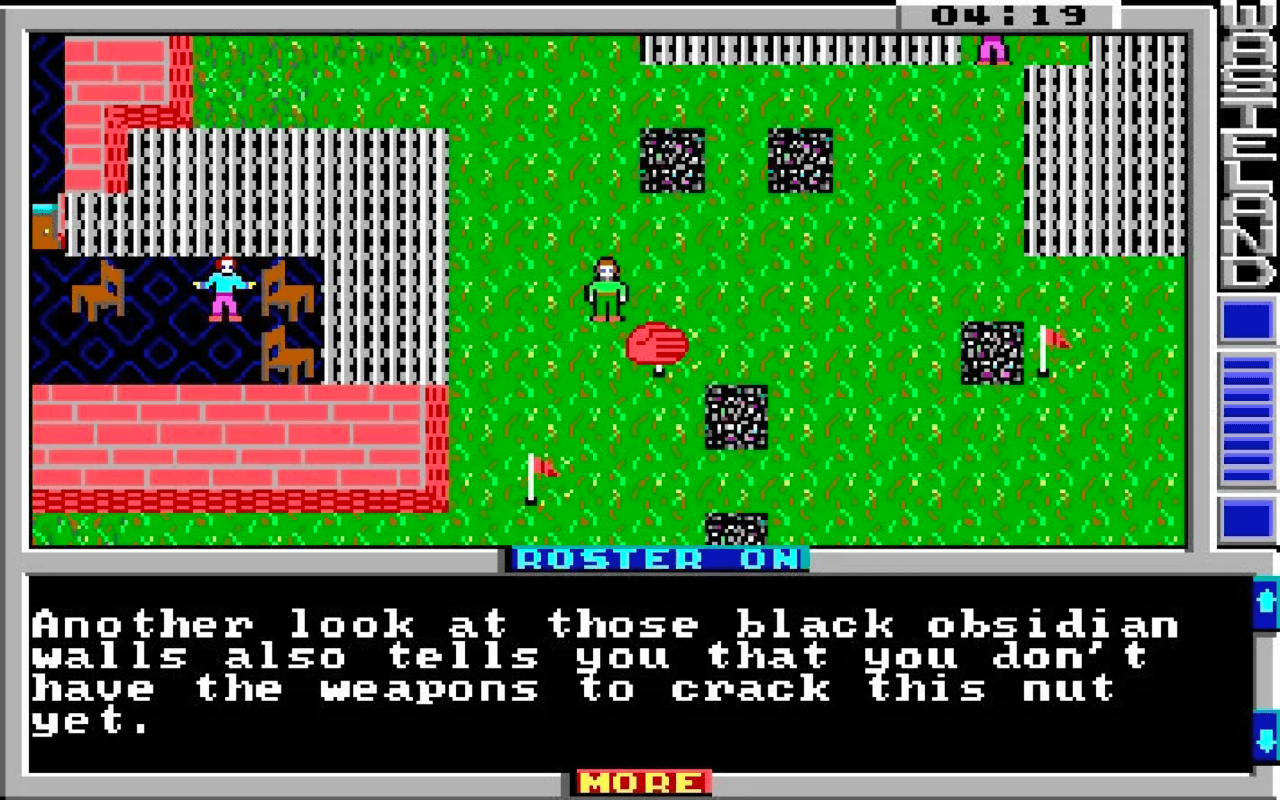 04:19
WASTELAND
ROSTER ON
Another look at those black obsidian
walls also tells you that you don't
have the weapons to crack this nut
yet.
MORE